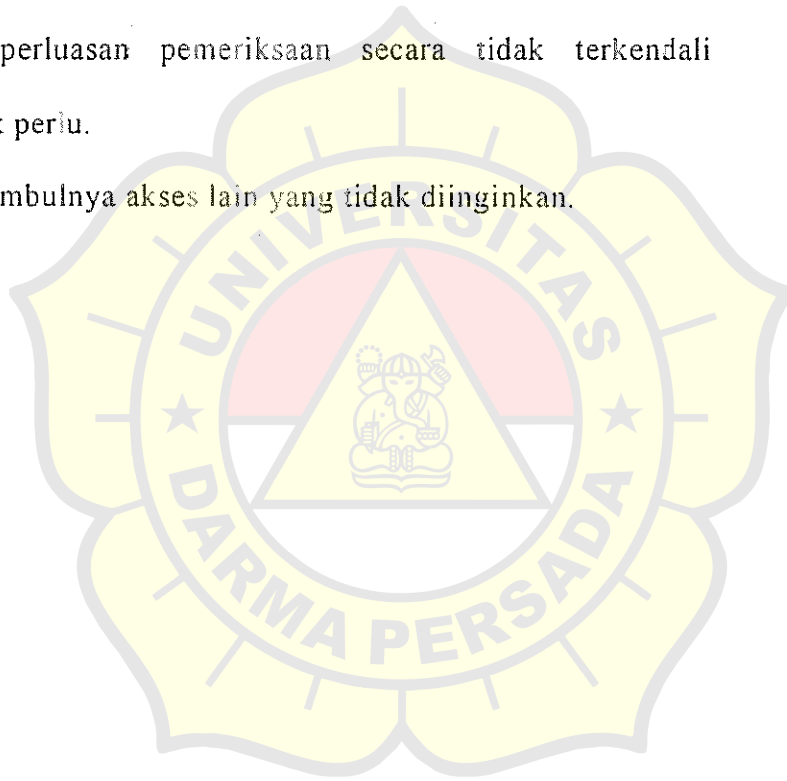 perluasan pemeriksaan secara tidak terkendali
perlu.
mbulnya akses lain yang tidak diinginkan.
UNIVERSITAS
DARMA PERSADA